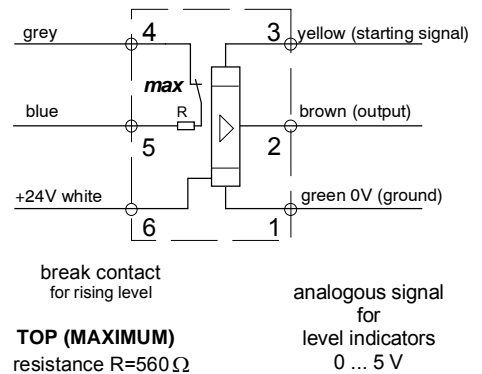 grey
4
3
yellow (starting signal)
max
blue
R
brown (output)
5
2
+24V white
green 0V (ground)
6
1
break contact
for rising level
analogous signal
for
level indicators
0 ... 5 V
TOP (MAXIMUM)
resistance R=560 Ω